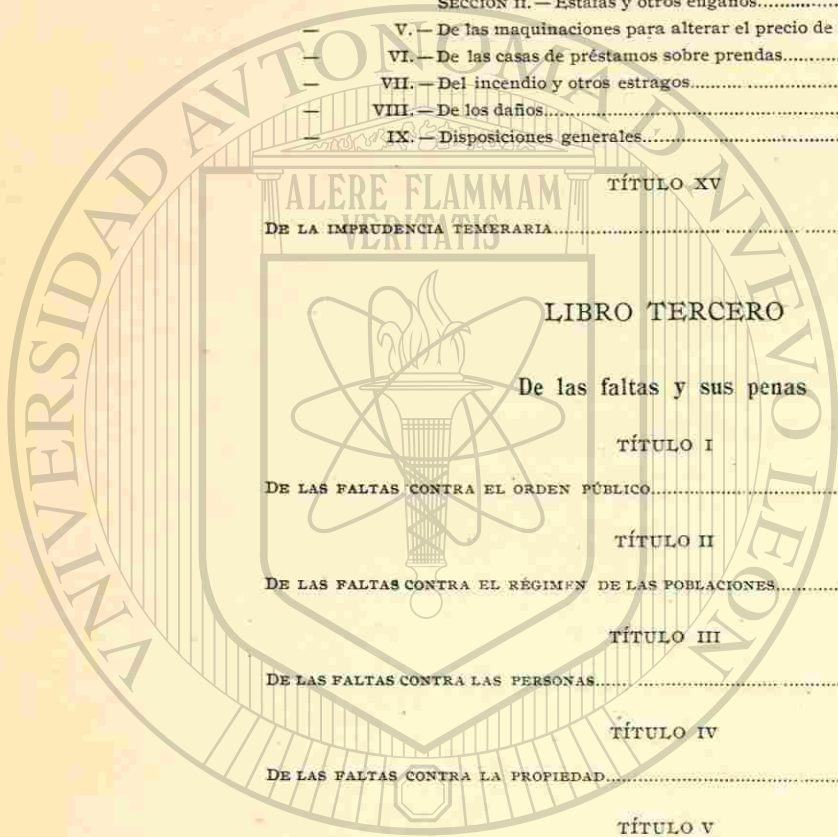 SECCIÓN II. — Estafas y otros engaños
— V. — De las maquinaciones para alterar el precio de
— VI. — De las casas de préstamos sobre prendas
— VII. — Del incendio y otros estragos
— VIII. — De los daños
— IX. — Disposiciones generales
TÍTULO XV
DE LA IMPRUDENCIA TEMERARIA
LIBRO TERCERO
De las faltas y sus penas
TÍTULO I
DE LAS FALTAS CONTRA EL ORDEN PÚBLICO
TÍTULO II
DE LAS FALTAS CONTRA EL RÉGIMEN DE LAS POBLACIONES
TÍTULO III
DE LAS FALTAS CONTRA LAS PERSONAS
TÍTULO IV
DE LAS FALTAS CONTRA LA PROPIEDAD
TÍTULO V
VNIVERSIDAD AVTONOMA D NVEVO LEON
ALERE FLAMMAM
VERITATIS